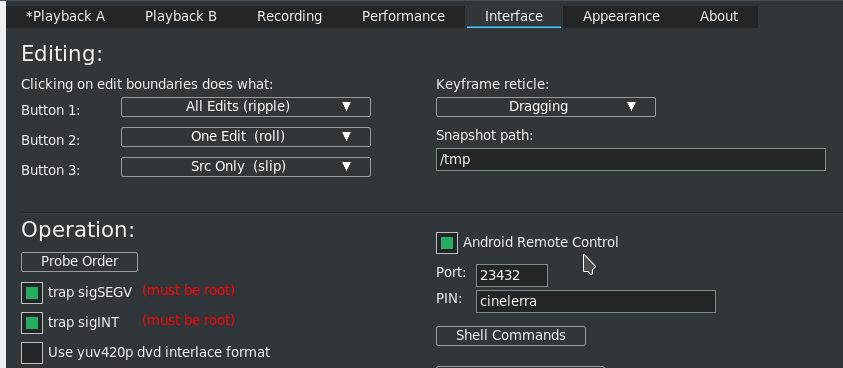 *Playback A Playback B Recording Performance Interface Appearance About
Editing:
Clicking on edit boundaries does what:
Button 1: All Edits (ripple) ▼
Button 2: One Edit (roll) ▼
Button 3: Src Only (slip) ▼
Keyframe reticle:
Dragging ▼
Snapshot path:
/tmp
Operation:
Probe Order
trap sigSEGV (must be root)
trap sigINT (must be root)
Use yuv420p dvd interlace format
Android Remote Control
Port: 23432
PIN: cinelerra
Shell Commands